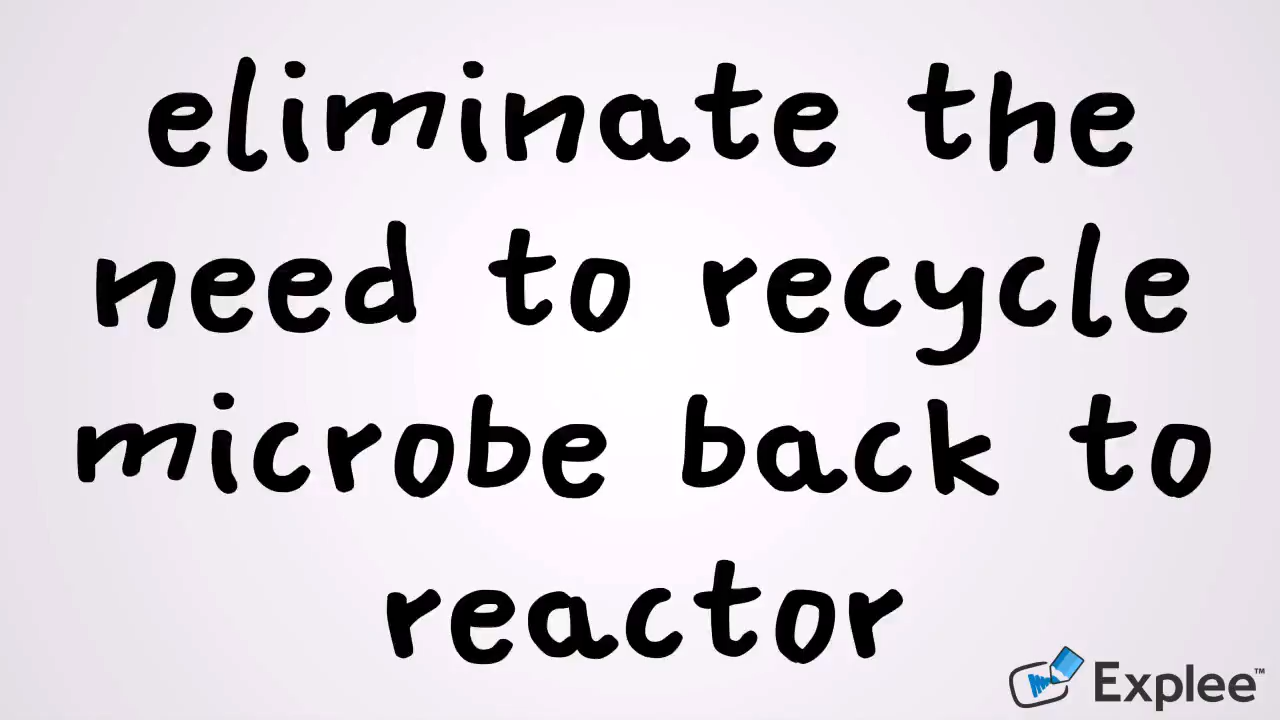 eliminate the
need to recycle
microbe back to
reactor
Explee™